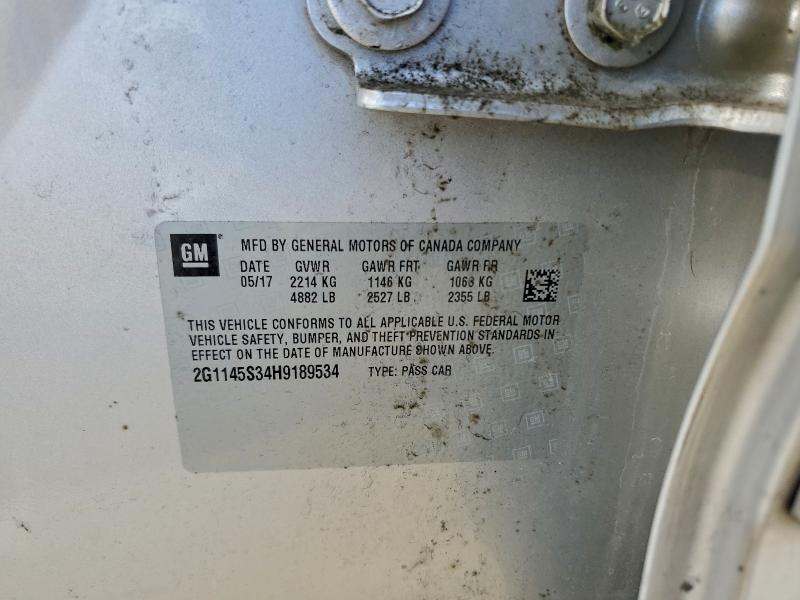 GM
MFD BY GENERAL MOTORS OF CANADA COMPANY
DATE GVWR GAWR FRT GAWR RR
05/17 2214 KG 1146 KG 1068 KG
4882 LB 2527 LB 2355 LB
THIS VEHICLE CONFORMS TO ALL APPLICABLE U.S. FEDERAL MOTOR
VEHICLE SAFETY, BUMPER, AND THEFT PREVENTION STANDARDS IN
EFFECT ON THE DATE OF MANUFACTURE SHOWN ABOVE.
2G1145S34H9189534 TYPE: PASS CAR